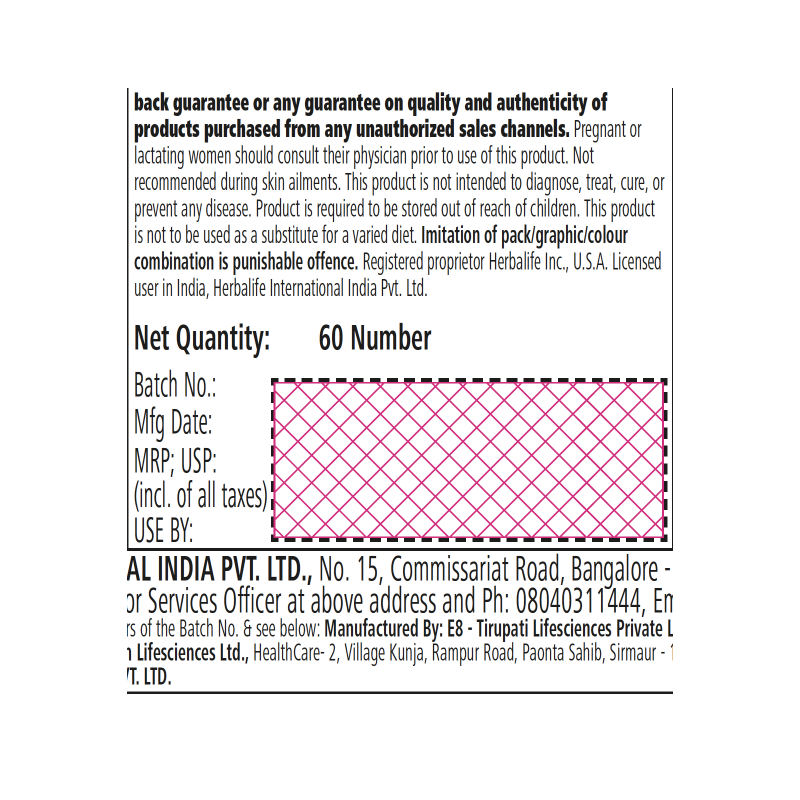 back guarantee or any guarantee on quality and authenticity of
products purchased from any unauthorized sales channels. Pregnant or
lactating women should consult their physician prior to use of this product. Not
recommended during skin ailments. This product is not intended to diagnose, treat, cure, or
prevent any disease. Product is required to be stored out of reach of children. This product
is not to be used as a substitute for a varied diet. Imitation of pack/graphic/colour
combination is punishable offence. Registered proprietor Herbalife Inc., U.S.A. Licensed
user in India, Herbalife International India Pvt. Ltd.
Net Quantity: 60 Number
Batch No.:
Mfg Date:
MRP; USP:
(incl. of all taxes)
USE BY:
AL INDIA PVT. LTD., No. 15, Commissariat Road, Bangalore -
or Services Officer at above address and Ph: 08040311444, Em
rs of the Batch No. & see below: Manufactured By: E8 - Tirupati Lifesciences Private L
n Lifesciences Ltd., HealthCare- 2, Village Kunja, Rampur Road, Paonta Sahib, Sirmaur -
VT. LTD.